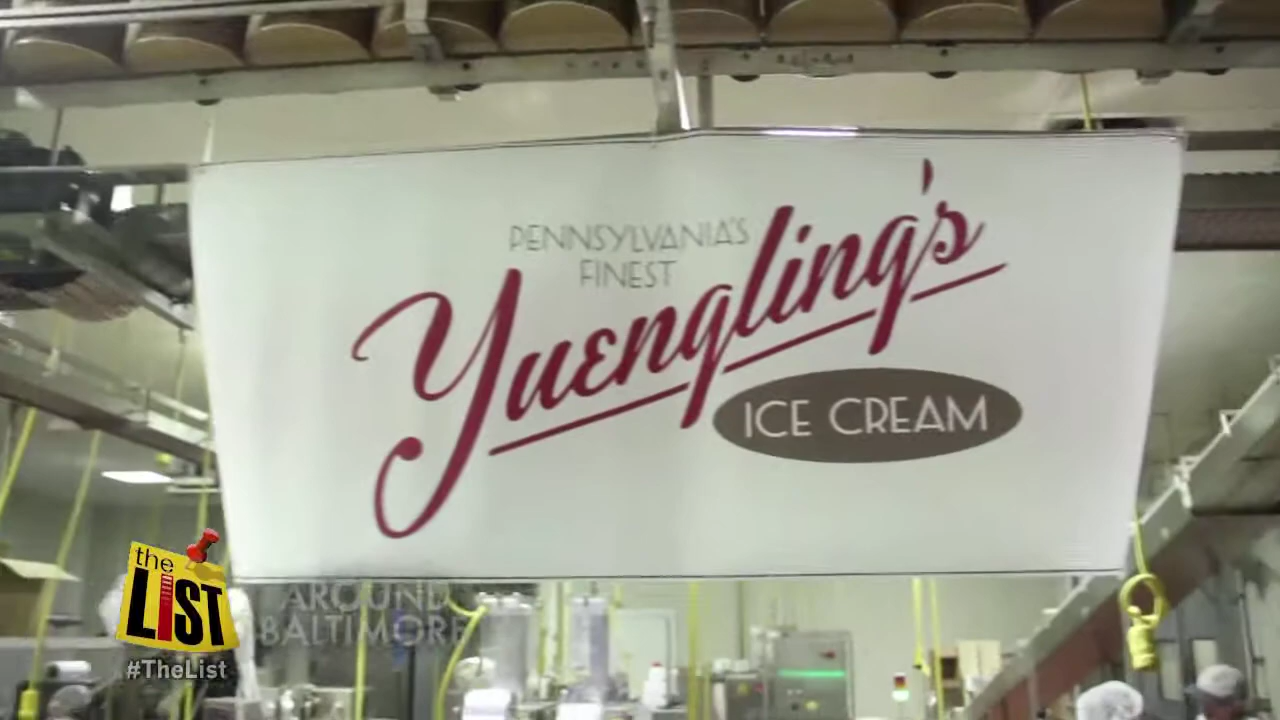 PENNSYLVANIA'S
FINEST
Yuengling's
ICE CREAM
the
LIST
#TheList
AROUND
BALTIMORE